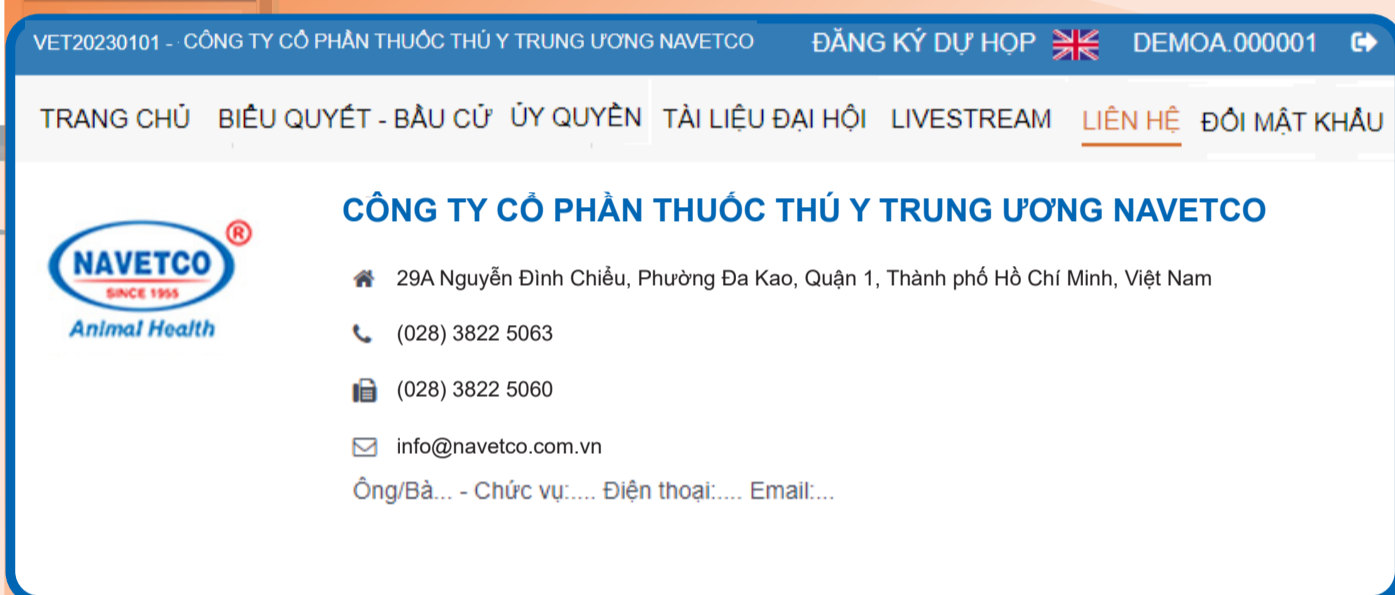 VET20230101 - CÔNG TY CỔ PHẦN THUỐC THÚ Y TRUNG ƯƠNG NAVETCO ĐĂNG KÝ DỰ HỌP DEMOA.000001
TRANG CHỦ BIỂU QUYẾT - BẦU CỬ ỦY QUYỀN TÀI LIỆU ĐẠI HỘI LIVESTREAM LIÊN HỆ ĐỔI MẬT KHẨU
CÔNG TY CỔ PHẦN THUỐC THÚ Y TRUNG ƯƠNG NAVETCO
®
NAVETCO
SINCE 1955
Animal Health
29A Nguyễn Đình Chiểu, Phường Đa Kao, Quận 1, Thành phố Hồ Chí Minh, Việt Nam
(028) 3822 5063
(028) 3822 5060
info@navetco.com.vn
Ông/Bà... - Chức vụ:.... Điện thoại:.... Email:...